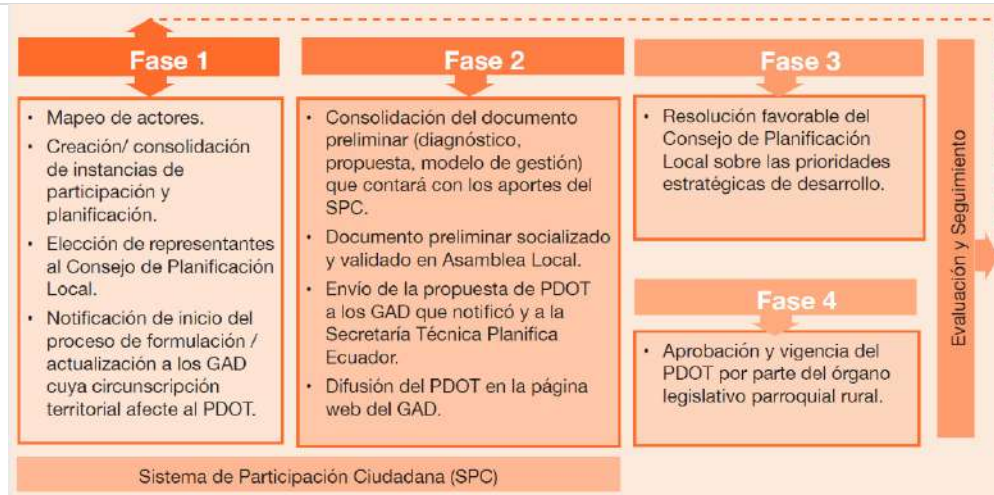 Fase 1
• Mapeo de actores.
• Creación/ consolidación
de instancias de
participación y
planificación.
• Elección de representantes
al Consejo de Planificación
Local.
• Notificación de inicio del
proceso de formulación /
actualización a los GAD
cuya circunscripción
territorial afecte al PDOT.
Fase 2
• Consolidación del documento
preliminar (diagnóstico,
propuesta, modelo de gestión)
que contará con los aportes del
SPC.
• Documento preliminar socializado
y validado en Asamblea Local.
• Envío de la propuesta de PDOT
a los GAD que notificó y a la
Secretaría Técnica Planifica
Ecuador.
• Difusión del PDOT en la página
web del GAD.
Sistema de Participación Ciudadana (SPC)
Fase 3
• Resolución favorable del
Consejo de Planificación
Local sobre las prioridades
estratégicas de desarrollo.
Fase 4
• Aprobación y vigencia del
PDOT por parte del órgano
legislativo parroquial rural.
Evaluación y Seguimiento